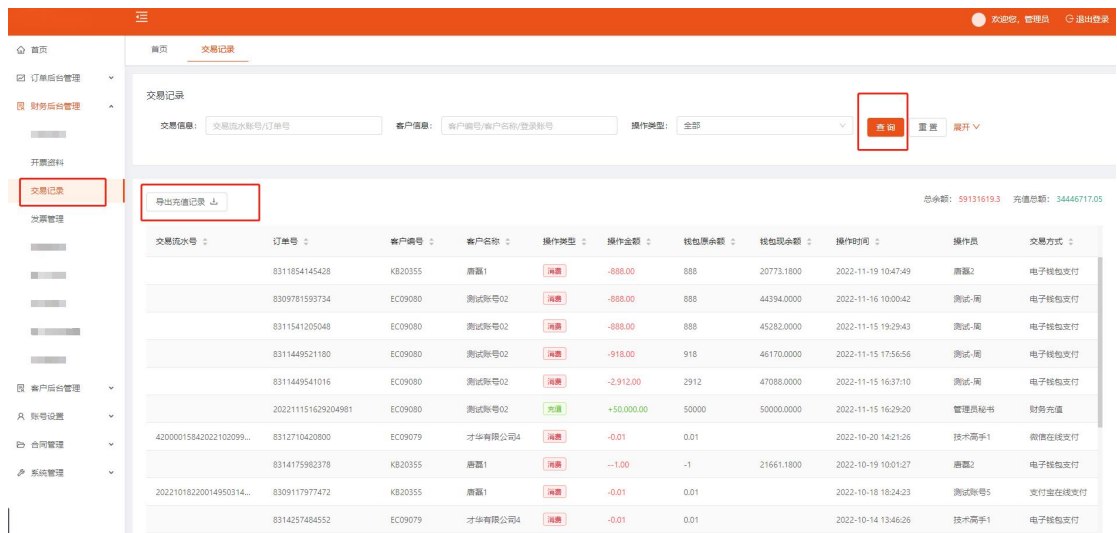 欢迎您, 管理员 退出登录
首页
订单后台管理
财务后台管理
开票资料
交易记录
发票管理
客户后台管理
账号设置
合同管理
系统管理
首页 交易记录
交易记录
交易信息: 交易流水账号/订单号 客户信息: 客户编号/客户名称/登录账号 操作类型: 全部 查 询 重 置 展开
导出充值记录 总余额: 59131619.3 充值总额: 34446717.05
交易流水号 订单号 客户编号 客户名称 操作类型 操作金额 钱包原余额 钱包现余额 操作时间 操作员 交易方式
8311854145428 KB20355 唐磊1 消费 -888.00 888 20773.1800 2022-11-19 10:47:49 唐磊2 电子钱包支付
8309781593734 EC09080 测试账号02 消费 -888.00 888 44394.0000 2022-11-16 10:00:42 测试-周 电子钱包支付
8311541205048 EC09080 测试账号02 消费 -888.00 888 45282.0000 2022-11-15 19:29:43 测试-周 电子钱包支付
8311449521180 EC09080 测试账号02 消费 -918.00 918 46170.0000 2022-11-15 17:56:56 测试-周 电子钱包支付
8311449541016 EC09080 测试账号02 消费 -2,912.00 2912 47088.0000 2022-11-15 16:37:10 测试-周 电子钱包支付
202211151629204981 EC09080 测试账号02 充值 +50,000.00 50000 50000.0000 2022-11-15 16:29:20 管理员秘书 财务充值
42000015842022102099... 8312710420800 EC09079 才华有限公司4 消费 -0.01 0.01 2022-10-20 14:21:26 技术高手1 微信在线支付
8314175982378 KB20355 唐磊1 消费 --1.00 -1 21661.1800 2022-10-19 10:01:27 唐磊2 电子钱包支付
20221018220014950314... 8309117977472 KB20355 唐磊1 消费 -0.01 0.01 2022-10-18 18:24:23 测试账号5 支付宝在线支付
8314257484552 EC09079 才华有限公司4 消费 -0.01 0.01 2022-10-14 13:46:26 技术高手1 电子钱包支付